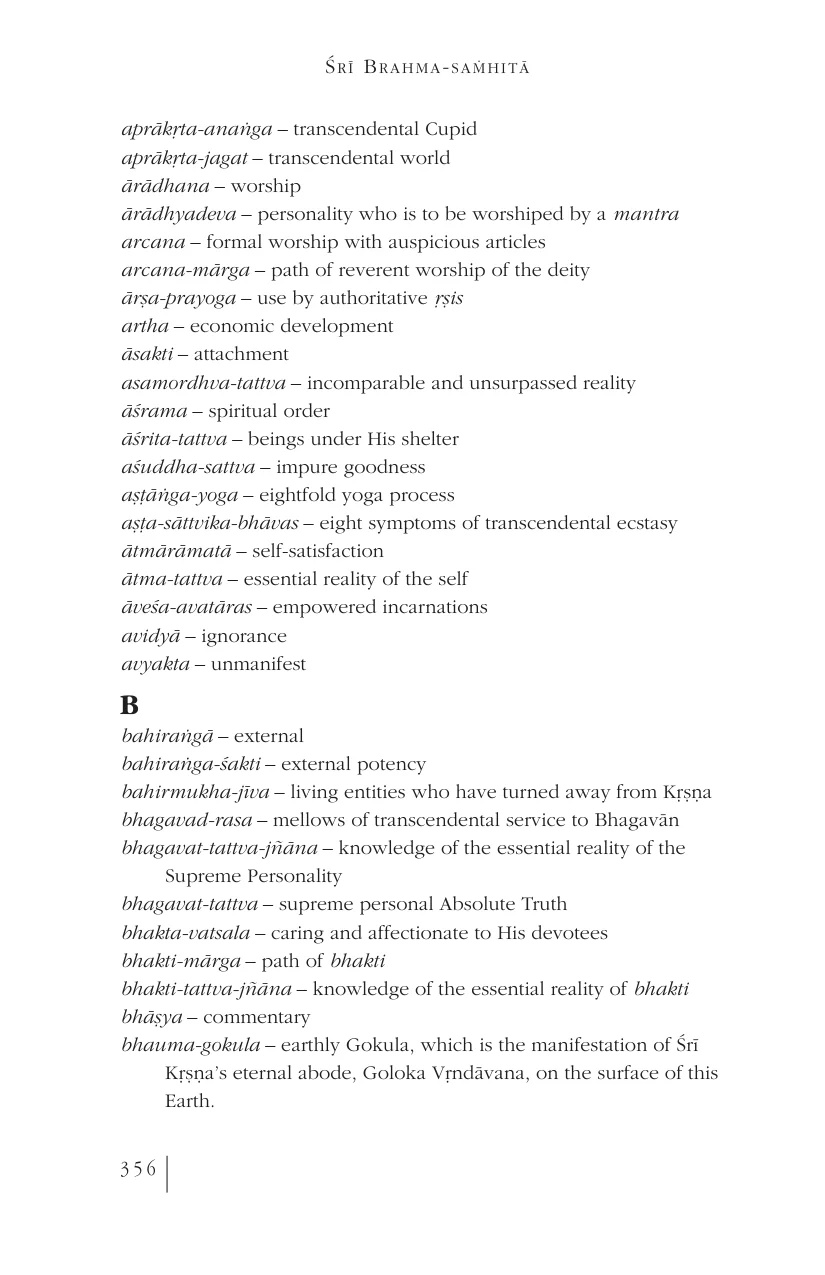 ŚRĪ BRAHMA-SAṀHITĀ
aprākṛta-anaṅga – transcendental Cupid
aprākṛta-jagat – transcendental world
ārādhana – worship
ārādhyadeva – personality who is to be worshiped by a mantra
arcana – formal worship with auspicious articles
arcana-mārga – path of reverent worship of the deity
ārṣa-prayoga – use by authoritative ṛṣis
artha – economic development
āsakti – attachment
asamordhva-tattva – incomparable and unsurpassed reality
āśrama – spiritual order
āśrita-tattva – beings under His shelter
aśuddha-sattva – impure goodness
aṣṭāṅga-yoga – eightfold yoga process
aṣṭa-sāttvika-bhāvas – eight symptoms of transcendental ecstasy
ātmārāmatā – self-satisfaction
ātma-tattva – essential reality of the self
āveśa-avatāras – empowered incarnations
avidyā – ignorance
avyakta – unmanifest
B
bahiraṅgā – external
bahiraṅga-śakti – external potency
bahirmukha-jīva – living entities who have turned away from Kṛṣṇa
bhagavad-rasa – mellows of transcendental service to Bhagavān
bhagavat-tattva-jñāna – knowledge of the essential reality of the
Supreme Personality
bhagavat-tattva – supreme personal Absolute Truth
bhakta-vatsala – caring and affectionate to His devotees
bhakti-mārga – path of bhakti
bhakti-tattva-jñāna – knowledge of the essential reality of bhakti
bhāṣya – commentary
bhauma-gokula – earthly Gokula, which is the manifestation of Śrī
Kṛṣṇa’s eternal abode, Goloka Vṛndāvana, on the surface of this
Earth.
356